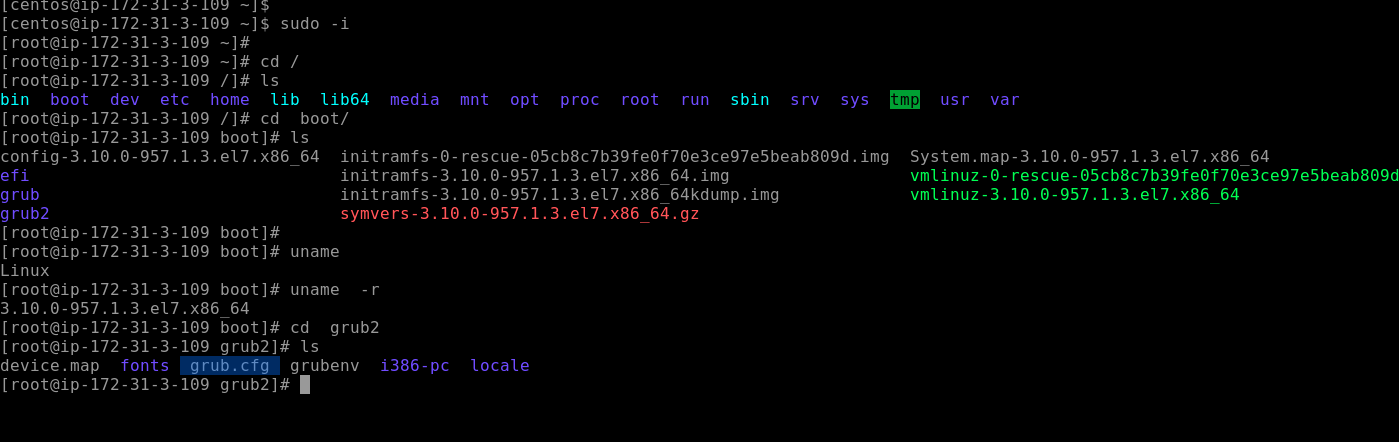 [centos@ip-172-31-3-109 ~]$
[centos@ip-172-31-3-109 ~]$ sudo -i
[root@ip-172-31-3-109 ~]#
[root@ip-172-31-3-109 ~]# cd /
[root@ip-172-31-3-109 /]# ls
bin  boot  dev  etc  home  lib  lib64  media  mnt  opt  proc  root  run  sbin  srv  sys  tmp  usr  var
[root@ip-172-31-3-109 /]# cd  boot/
[root@ip-172-31-3-109 boot]# ls
config-3.10.0-957.1.3.el7.x86_64  initramfs-0-rescue-05cb8c7b39fe0f70e3ce97e5beab809d.img  System.map-3.10.0-957.1.3.el7.x86_64
efi                               initramfs-3.10.0-957.1.3.el7.x86_64.img                  vmlinuz-0-rescue-05cb8c7b39fe0f70e3ce97e5beab809d
grub                              initramfs-3.10.0-957.1.3.el7.x86_64kdump.img             vmlinuz-3.10.0-957.1.3.el7.x86_64
grub2                             symvers-3.10.0-957.1.3.el7.x86_64.gz
[root@ip-172-31-3-109 boot]#
[root@ip-172-31-3-109 boot]# uname
Linux
[root@ip-172-31-3-109 boot]# uname  -r
3.10.0-957.1.3.el7.x86_64
[root@ip-172-31-3-109 boot]# cd  grub2
[root@ip-172-31-3-109 grub2]# ls
device.map  fonts  grub.cfg  grubenv  i386-pc  locale
[root@ip-172-31-3-109 grub2]#